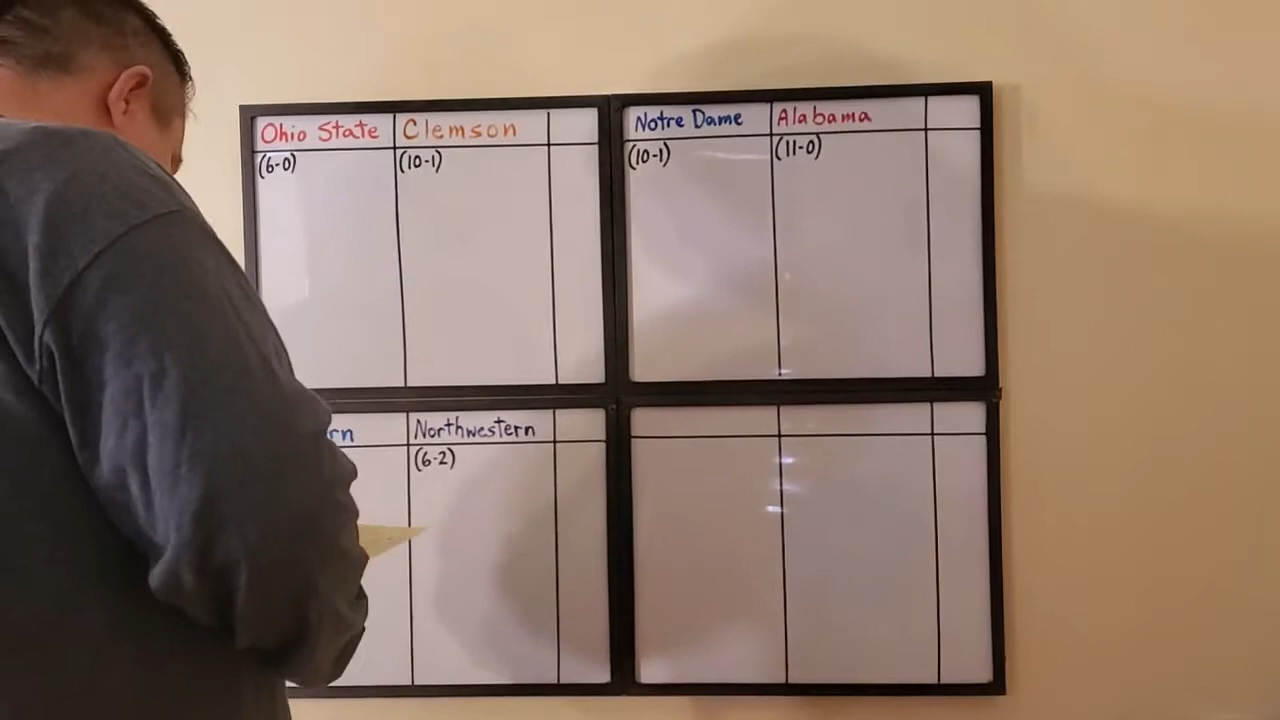 Ohio State Clemson
(6-0) (10-1)
Notre Dame Alabama
(10-1) (11-0)
Northwestern
(6-2)